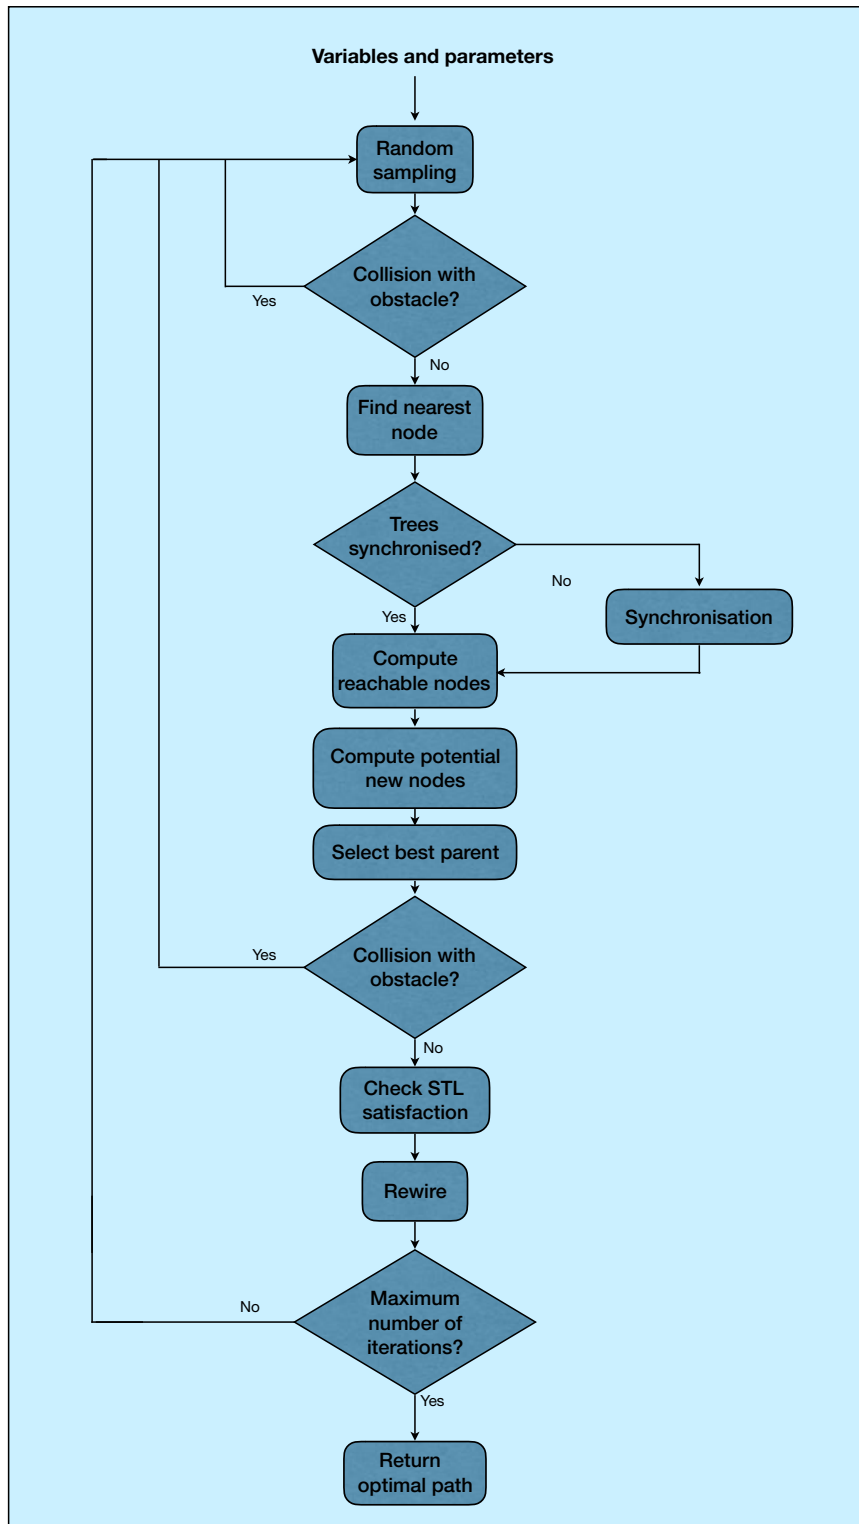 Variables and parameters
Random
sampling
Collision with
obstacle?
Yes
No
Find nearest
node
Trees
synchronised?
No
Yes
Synchronisation
Compute
reachable nodes
Compute potential
new nodes
Select best parent
Collision with
obstacle?
Yes
No
Check STL
satisfaction
Rewire
Maximum
number of
iterations?
No
Yes
Return
optimal path